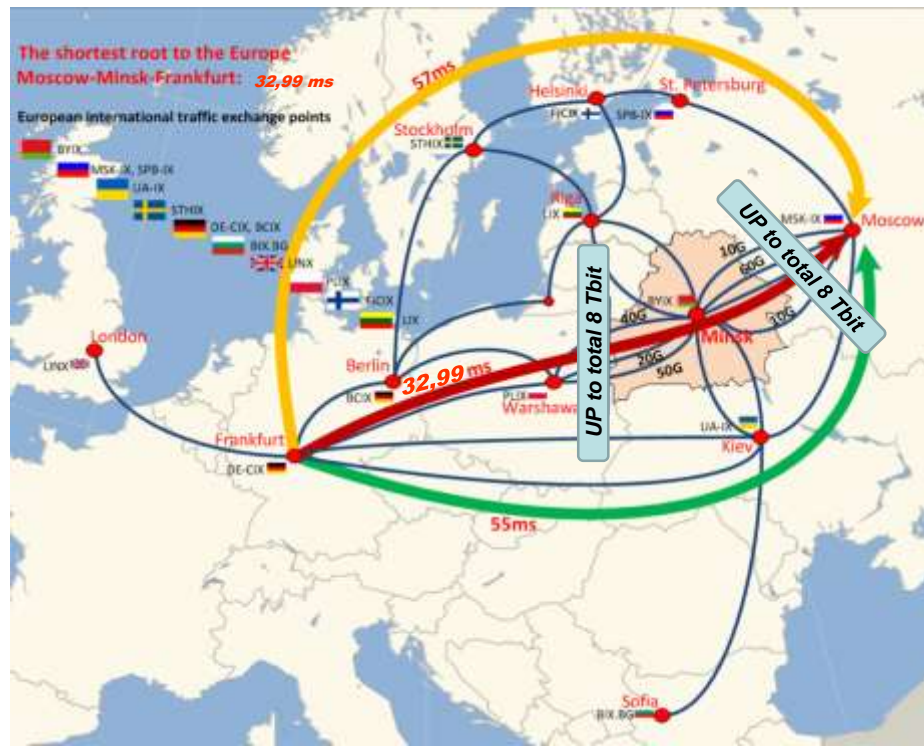 The shortest root to the Europe
Moscow-Minsk-Frankfurt: 32,99 ms
European international traffic exchange points
BYIX
MSK-IX, SPB-IX
UA-IX
STHIX
DE-CIX, BCIX
BIX.BG
LINX
PLIX
FICIX
LIX
57ms
Helsinki
FICIX
St. Petersburg
SPB-IX
Stockholm
STHIX
Riga
LIX
MSK-IX
Moscow
UP to total 8 Tbit
10G
60G
BYIX
40G
10G
Minsk
UP to total 8 Tbit
London
LINX
Berlin
BCIX
32,99 ms
20G
50G
PLIX
Warshawa
Frankfurt
DE-CIX
UA-IX
Kiev
55ms
Sofia
BIX.BG